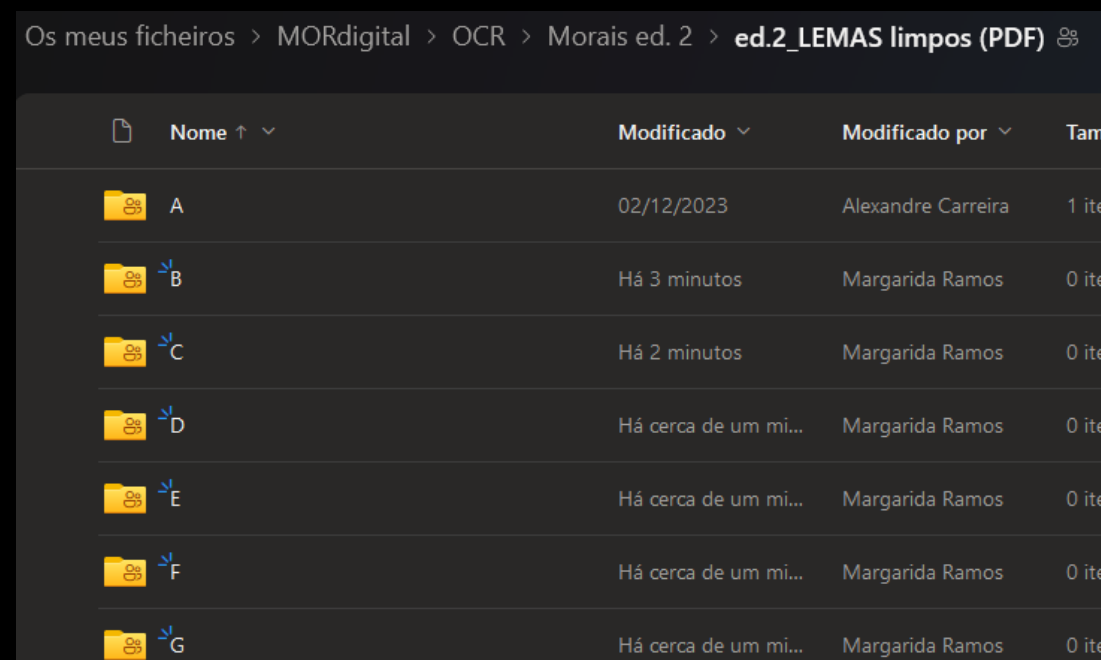 Os meus ficheiros > MORdigital > OCR > Morais ed. 2 > ed.2_LEMAS limpos (PDF)
Nome ↑ Modificado Modificado por Tam
A 02/12/2023 Alexandre Carreira 1 ite
B Há 3 minutos Margarida Ramos 0 ite
C Há 2 minutos Margarida Ramos 0 ite
D Há cerca de um mi... Margarida Ramos 0 ite
E Há cerca de um mi... Margarida Ramos 0 ite
F Há cerca de um mi... Margarida Ramos 0 ite
G Há cerca de um mi... Margarida Ramos 0 ite